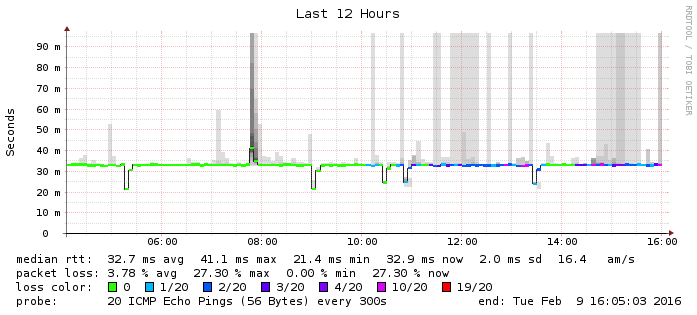 Last 12 Hours
RRDTOOL / TOBI OETIKER
Seconds
90 m
80 m
70 m
60 m
50 m
40 m
30 m
20 m
10 m
0
06:00 08:00 10:00 12:00 14:00 16:00
median rtt: 32.7 ms avg 41.1 ms max 21.4 ms min 32.9 ms now 2.0 ms sd 16.4 am/s
packet loss: 3.78 % avg 27.30 % max 0.00 % min 27.30 % now
loss color: 0 1/20 2/20 3/20 4/20 10/20 19/20
probe: 20 ICMP Echo Pings (56 Bytes) every 300s end: Tue Feb 9 16:05:03 2016